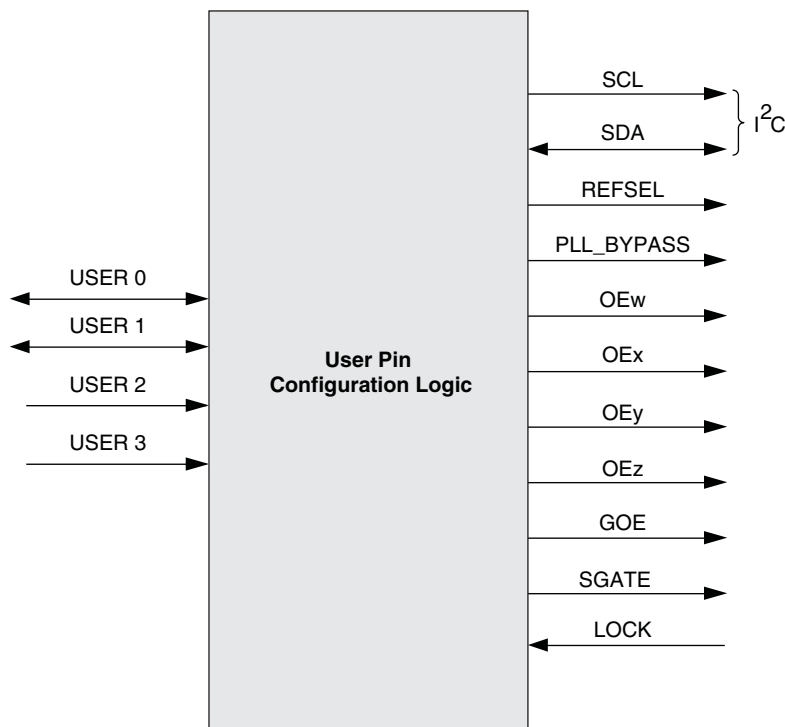 USER 0
USER 1
USER 2
USER 3
User Pin
Configuration Logic
SCL
SDA
I2C
REFSEL
PLL_BYPASS
OEw
OEx
OEy
OEz
GOE
SGATE
LOCK